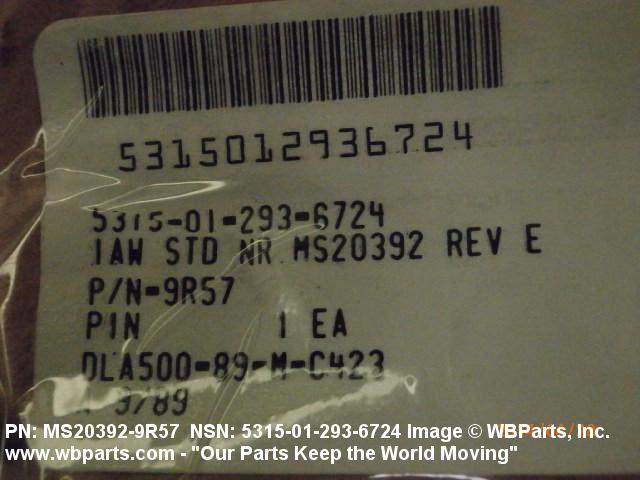 5315012936724
5315-01-293-6724
IAW STD NR MS20392 REV E
P/N-9R57
PIN 1 EA
DLA500-89-M-C423
9/89
PN: MS20392-9R57 NSN: 5315-01-293-6724 Image © WBParts, Inc.
www.wbparts.com - "Our Parts Keep the World Moving"